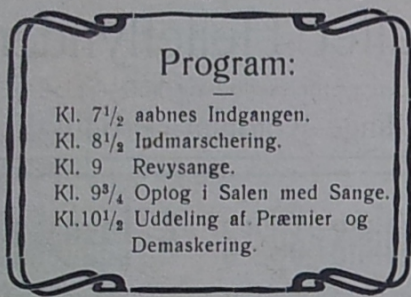 Program:
Kl. 7½ aabnes Indgangen.
Kl. 8½ Indmarschering.
Kl. 9 Revysange.
Kl. 9¾ Optog i Salen med Sange.
Kl.10½ Uddeling af Præmier og
Demaskering.